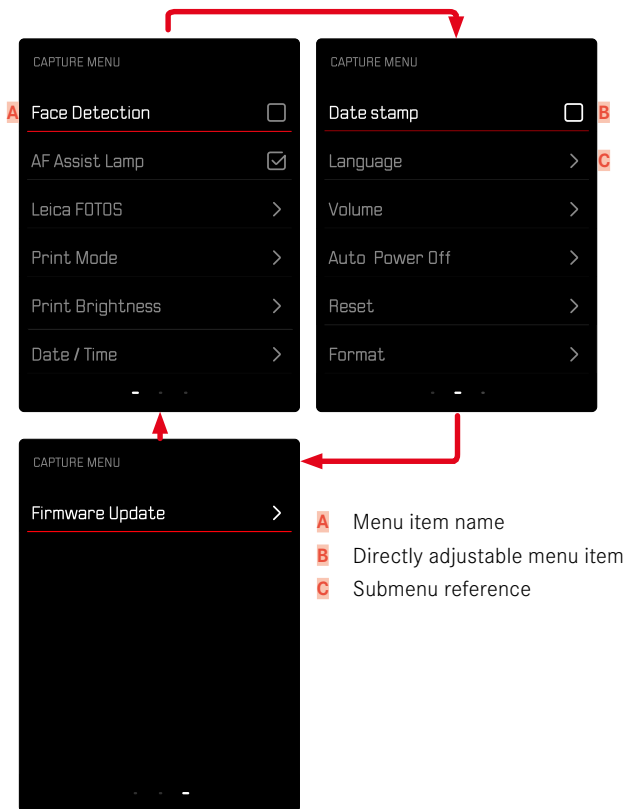 CAPTURE MENU
A Face Detection
AF Assist Lamp
Leica FOTOS
Print Mode
Print Brightness
Date / Time
CAPTURE MENU
Date stamp B
Language C
Volume
Auto Power Off
Reset
Format
CAPTURE MENU
Firmware Update
A Menu item name
B Directly adjustable menu item
C Submenu reference